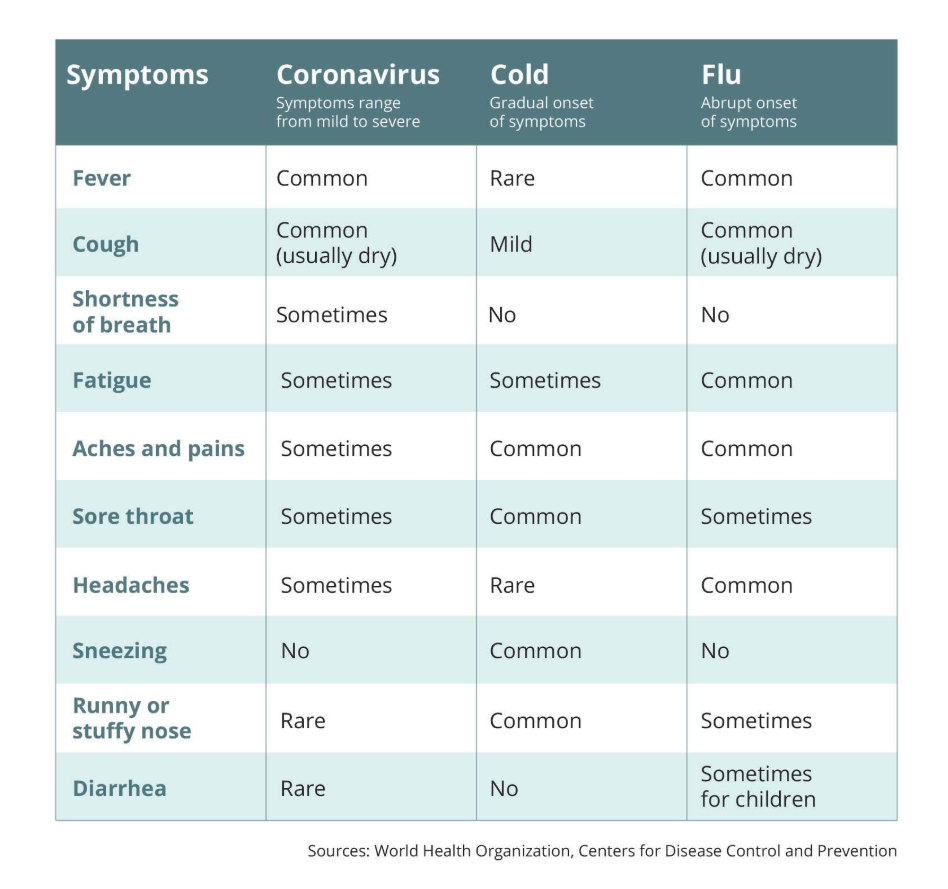 Symptoms Coronavirus Cold Flu
Symptoms range Gradual onset Abrupt onset
from mild to severe of symptoms of symptoms
Fever Common Rare Common
Cough Common (usually dry) Mild Common (usually dry)
Shortness of breath Sometimes No No
Fatigue Sometimes Sometimes Common
Aches and pains Sometimes Common Common
Sore throat Sometimes Common Sometimes
Headaches Sometimes Rare Common
Sneezing No Common No
Runny or stuffy nose Rare Common Sometimes
Diarrhea Rare No Sometimes for children
Sources: World Health Organization, Centers for Disease Control and Prevention